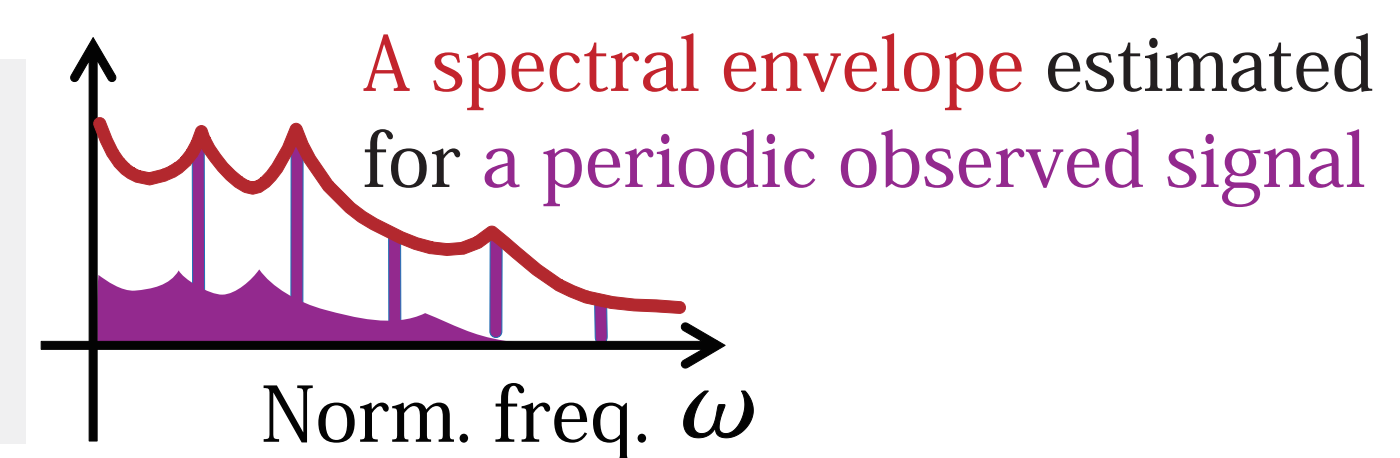 A spectral envelope estimated
for a periodic observed signal
Norm. freq. ω